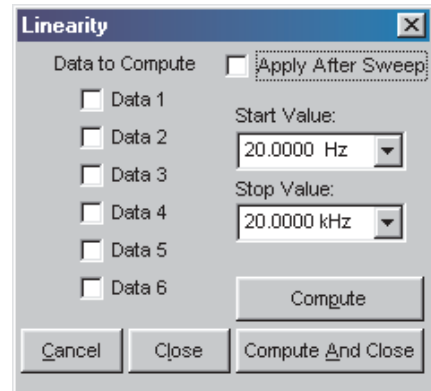 Linearity
Data to Compute
Apply After Sweep
Data 1
Data 2
Data 3
Data 4
Data 5
Data 6
Start Value:
20.0000 Hz
Stop Value:
20.0000 kHz
Compute
Cancel
Close
Compute And Close